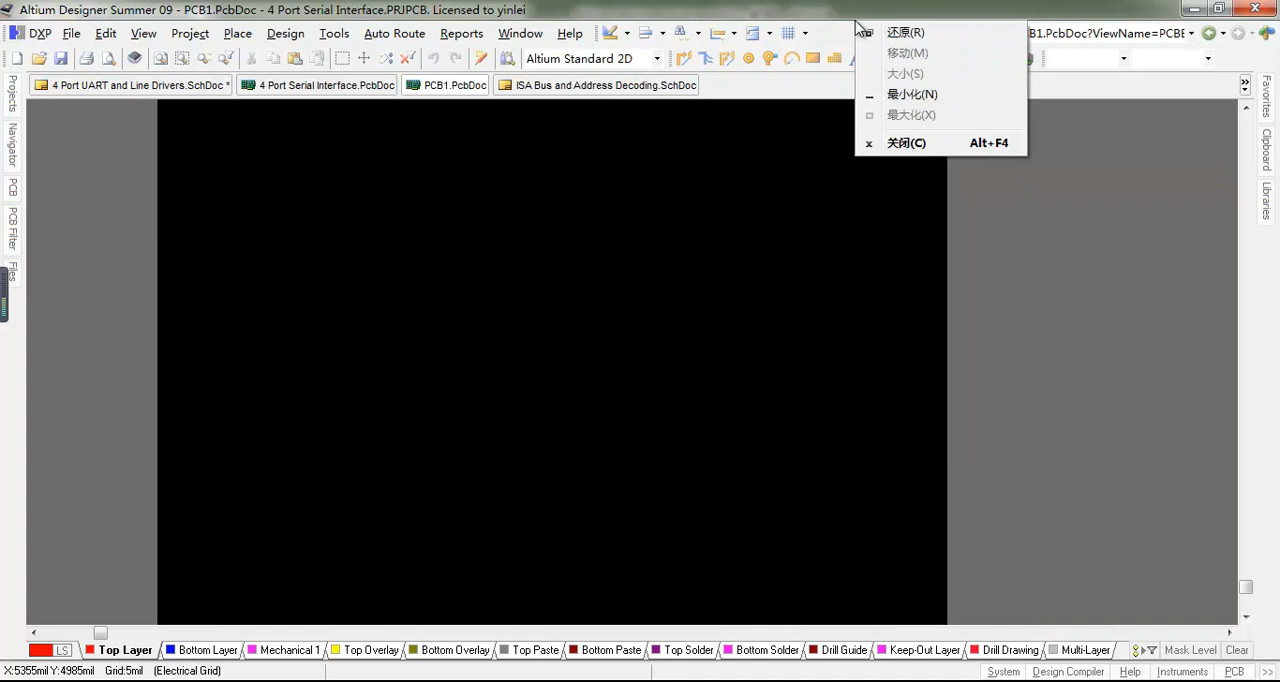 Altium Designer Summer 09 - PCB1.PcbDoc - 4 Port Serial Interface.PRJPCB. Licensed to yinlei
DXP File Edit View Project Place Design Tools Auto Route Reports Window Help
B1.PcbDoc?ViewName=PCBE
还原(R)
移动(M)
大小(S)
最小化(N)
最大化(X)
关闭(C) Alt+F4
Altium Standard 2D
4 Port UART and Line Drivers.SchDoc * 4 Port Serial Interface.PcbDoc PCB1.PcbDoc ISA Bus and Address Decoding.SchDoc
Projects
Navigator
PCB
PCB Filter
Files
Favorites
Clipboard
Libraries
LS Top Layer Bottom Layer Mechanical 1 Top Overlay Bottom Overlay Top Paste Bottom Paste Top Solder Bottom Solder Drill Guide Keep-Out Layer Drill Drawing Multi-Layer Mask Level Clear
X:5355mil Y:4985mil Grid:5mil (Electrical Grid)
System Design Compiler Help Instruments PCB >>